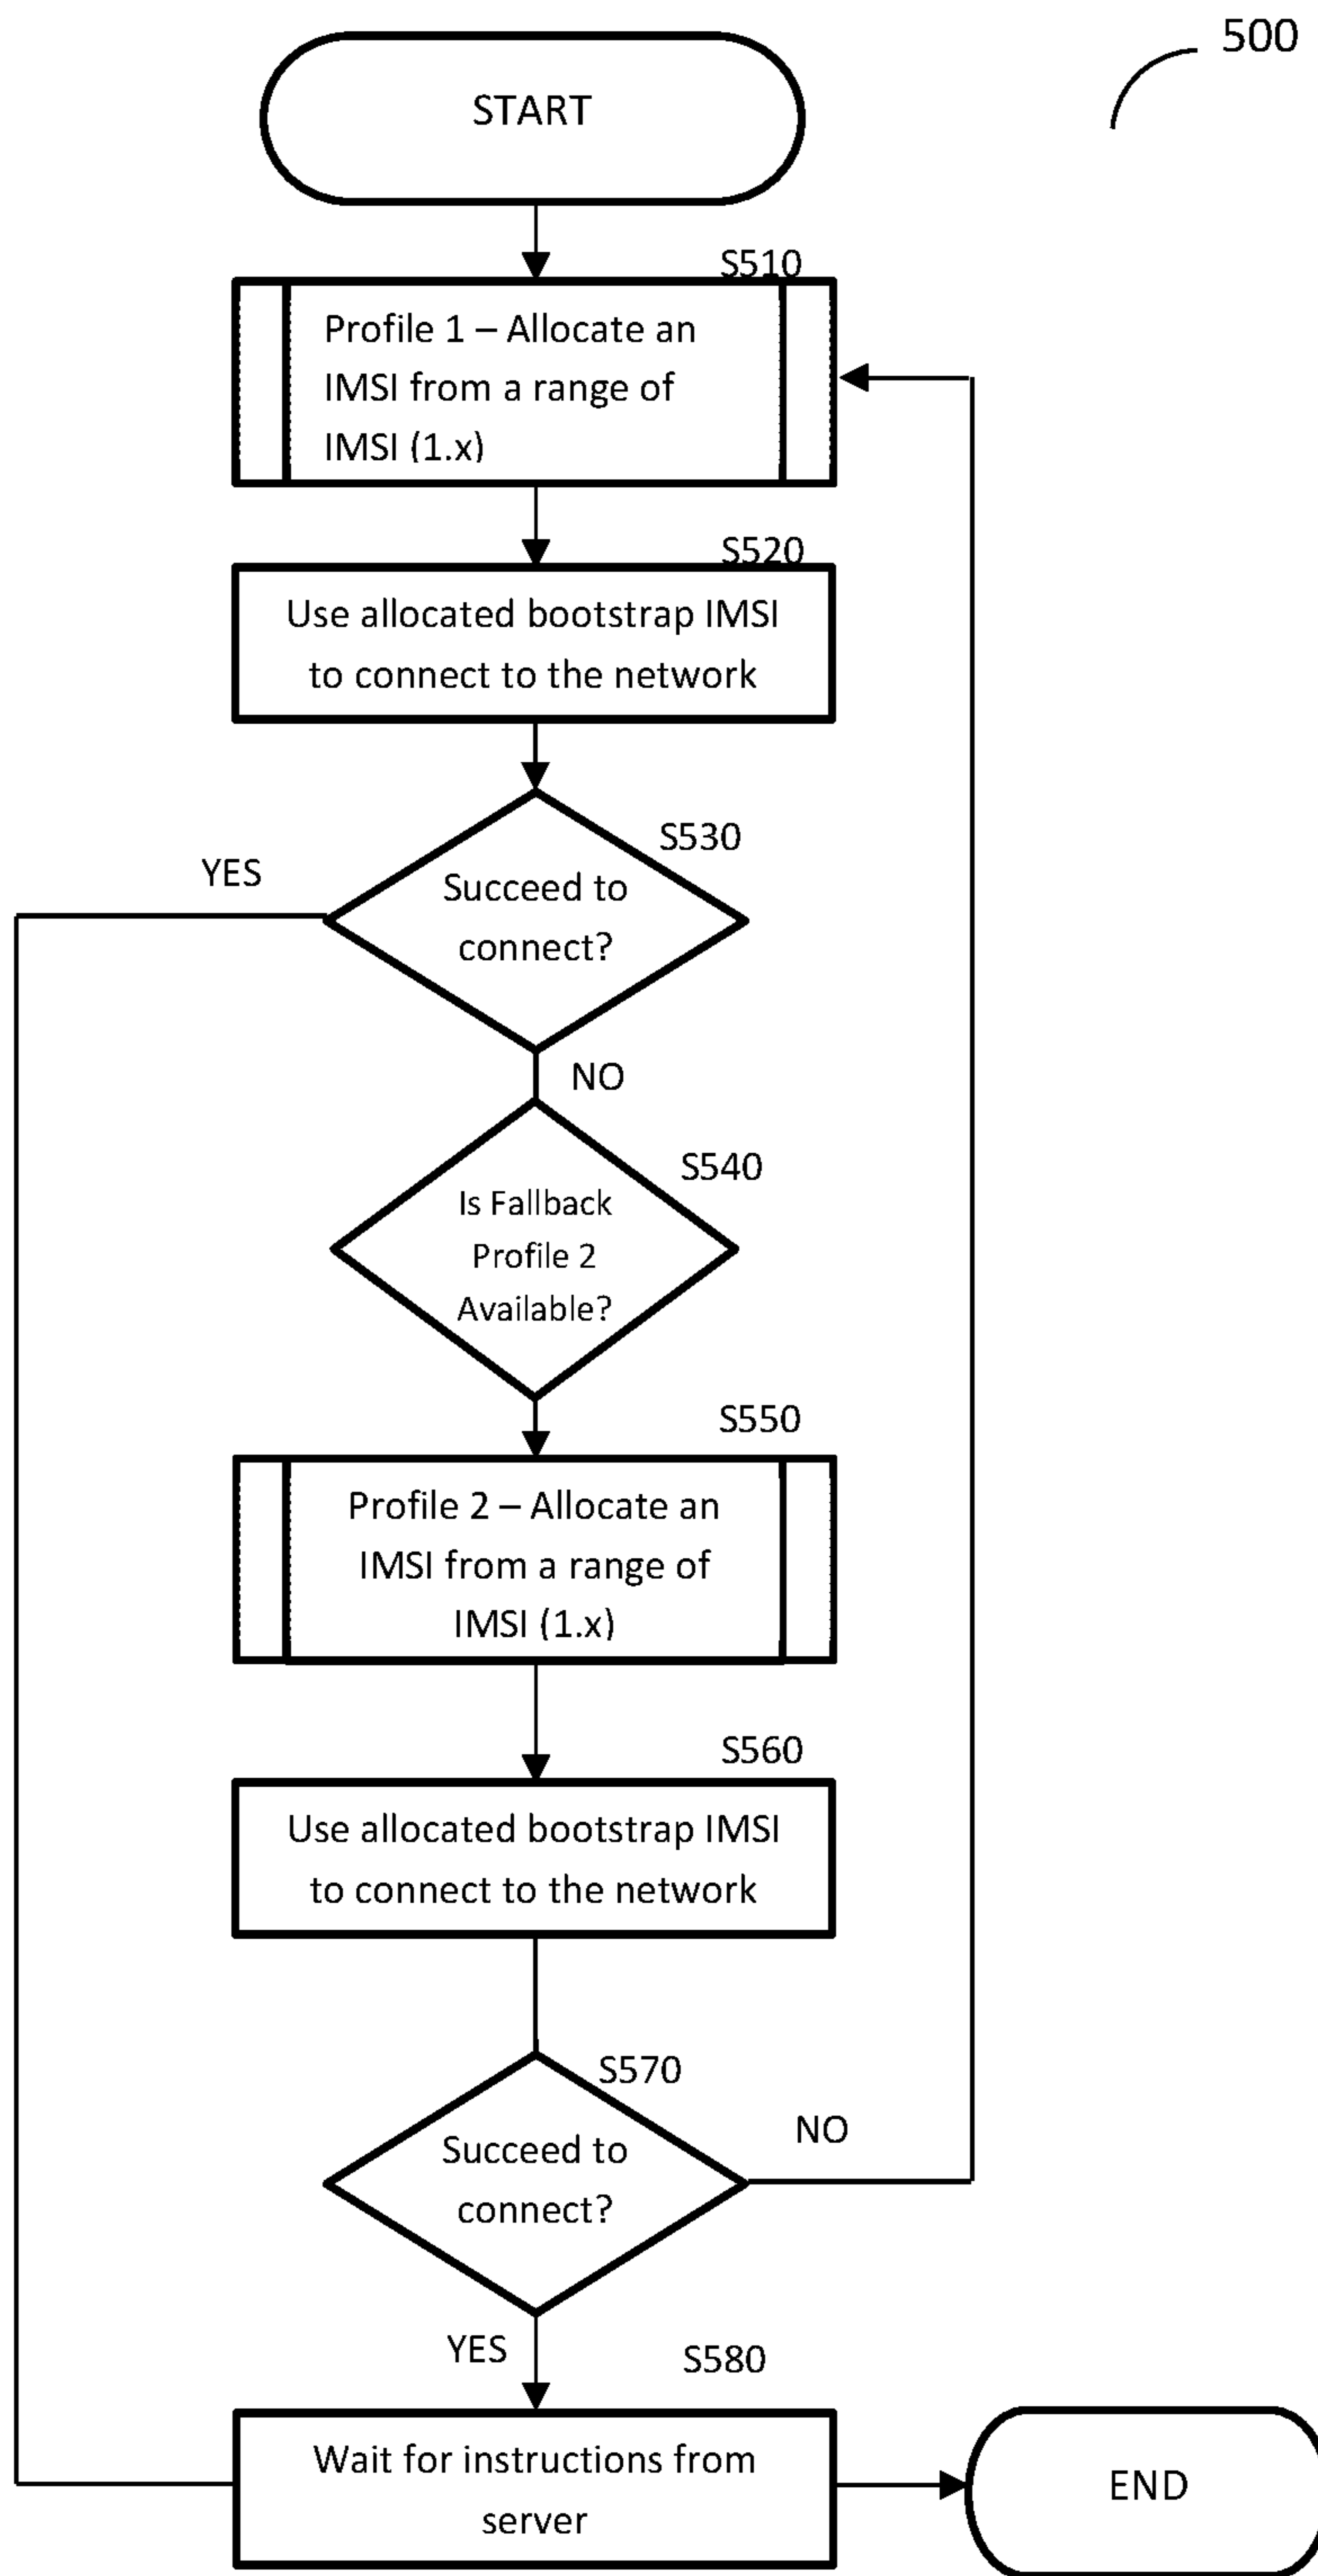 500
START
S510
Profile 1 – Allocate an
IMSI from a range of
IMSI (1.x)
S520
Use allocated bootstrap IMSI
to connect to the network
S530
YES
Succeed to
connect?
NO
S540
Is Fallback
Profile 2
Available?
S550
Profile 2 – Allocate an
IMSI from a range of
IMSI (1.x)
S560
Use allocated bootstrap IMSI
to connect to the network
S570
NO
Succeed to
connect?
YES
S580
Wait for instructions from
server
END